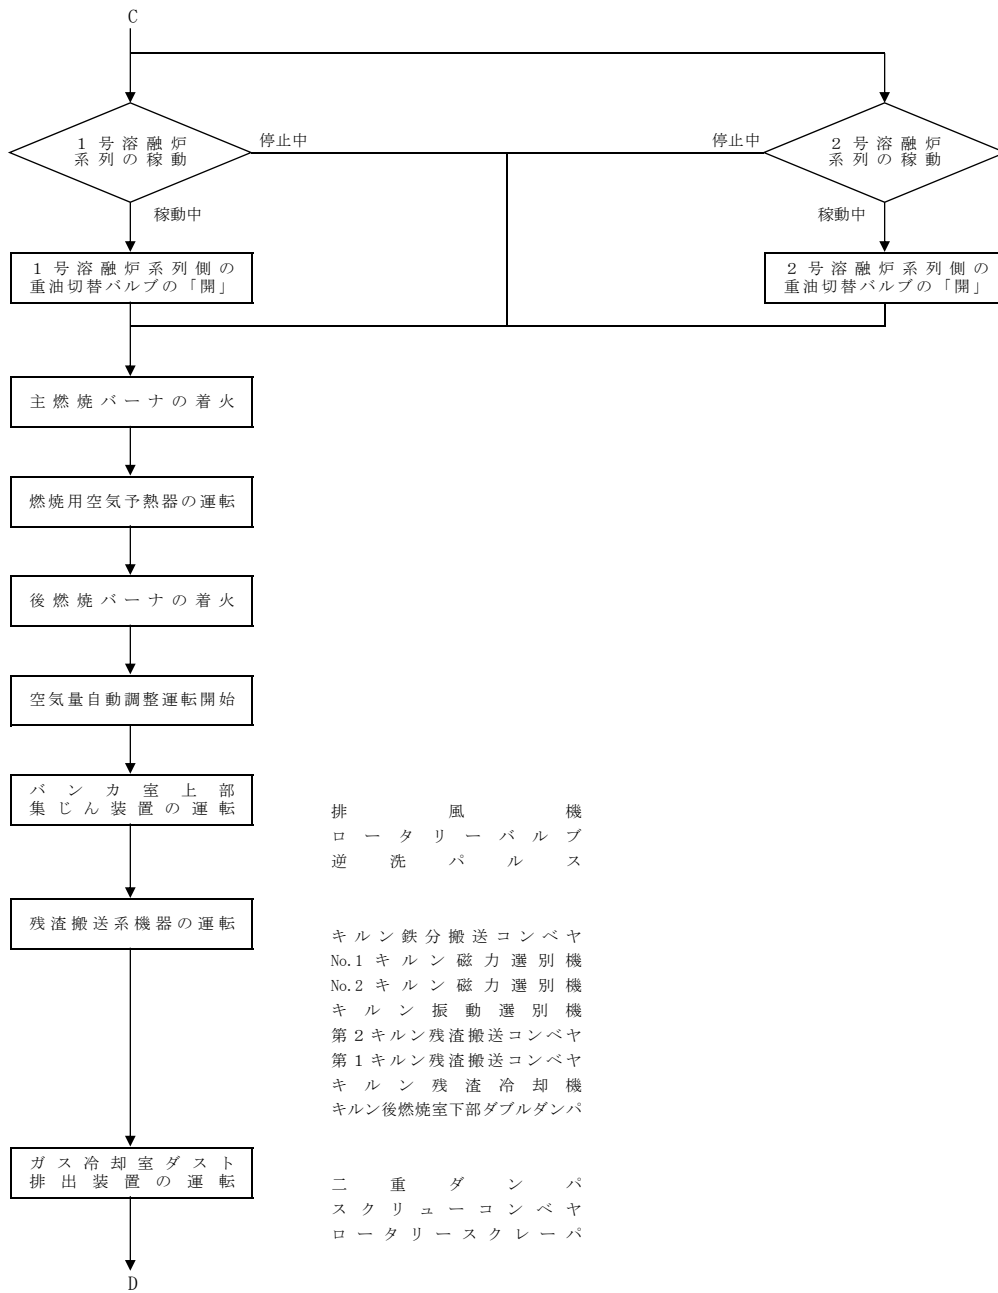 C
1号溶融炉
系列の稼動
停止中
停止中
2号溶融炉
系列の稼動
稼動中
稼動中
1号溶融炉系列側の
重油切替バルブの「開」
2号溶融炉系列側の
重油切替バルブの「開」
主燃焼バーナの着火
燃焼用空気予熱器の運転
後燃焼バーナの着火
空気量自動調整運転開始
バンカ室上部
集じん装置の運転
排風機
ロータリーバルブ
逆洗パルス
残渣搬送系機器の運転
キルン鉄分搬送コンベヤ
No.1キルン磁力選別機
No.2キルン磁力選別機
キルン振動選別機
第2キルン残渣搬送コンベヤ
第1キルン残渣搬送コンベヤ
キルン残渣冷却機
キルン後燃焼室下部ダブルダンパ
ガス冷却室ダスト
排出装置の運転
二重ダンパ
スクリューコンベヤ
ロータリースクレーパ
D